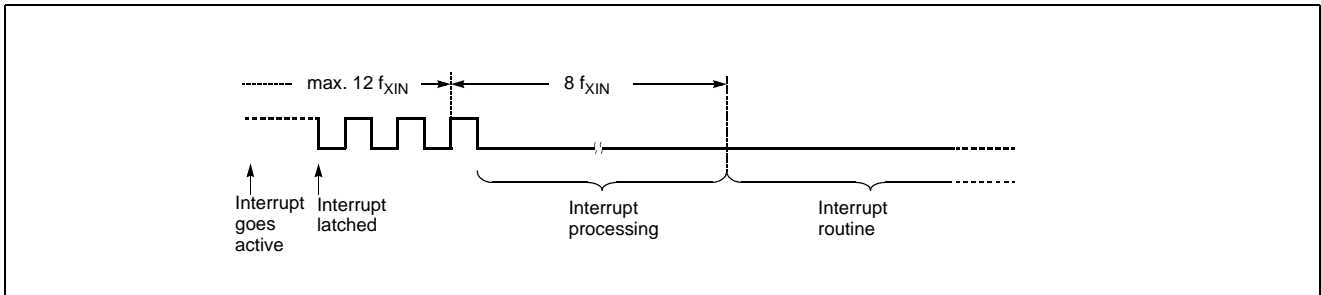 max. 12 fXIN
8 fXIN
Interrupt
goes
active
Interrupt
latched
Interrupt
processing
Interrupt
routine